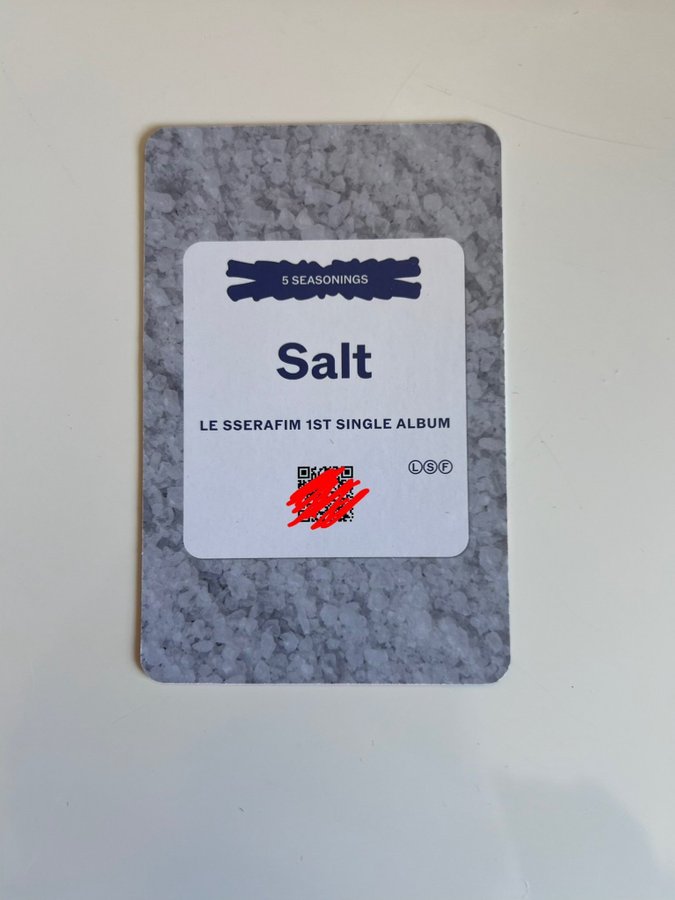 5 SEASONINGS
Salt
LE SSERAFIM 1ST SINGLE ALBUM
ⓁⓈⒻ